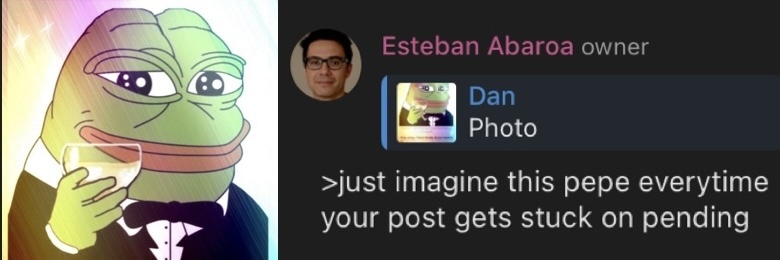 Esteban Abaroa owner
Dan
Photo
>just imagine this pepe everytime
your post gets stuck on pending